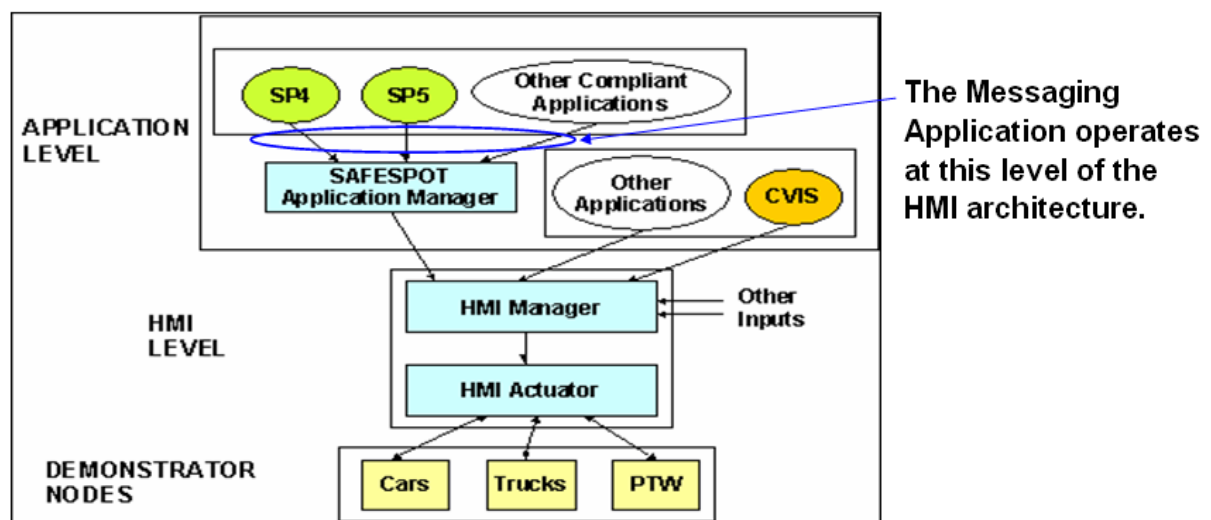 SP4
SP5
Other Compliant
Applications
APPLICATION
LEVEL
The Messaging
Application operates
at this level of the
HMI architecture.
SAFESPOT
Application Manager
Other
Applications
CVIS
HMI
LEVEL
HMI Manager
Other
Inputs
HMI Actuator
DEMONSTRATOR
NODES
Cars
Trucks
PTW